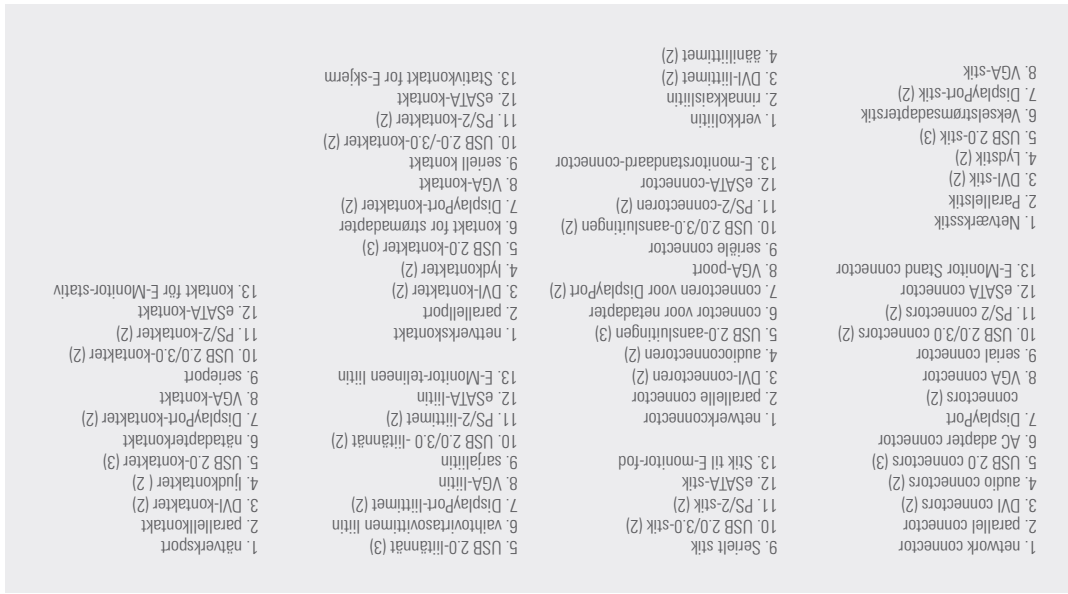 1. network connector
2. parallel connector
3. DVI connectors (2)
4. audio connectors (2)
5. USB 2.0 connectors (3)
6. AC adapter connector
7. DisplayPort
connectors (2)
8. VGA connector
9. serial connector
10. USB 2.0/3.0 connectors (2)
11. PS/2 connectors (2)
12. eSATA connector
13. E-Monitor Stand connector
1. Netværksstik
2. Parallelstik
3. DVI-stik (2)
4. Lydstik (2)
5. USB 2.0-stik (3)
6. Vekselstrømsadapterstik
7. DisplayPort-stik (2)
8. VGA-stik
9. Serielt stik
10. USB 2.0/3.0-stik (2)
11. PS/2-stik (2)
12. eSATA-stik
13. Stik til E-monitor-fod
1. netwerkconnector
2. parallelle connector
3. DVI-connectoren (2)
4. audioconnectoren (2)
5. USB 2.0-aansluitingen (3)
6. connector voor netadapter
7. connectoren voor DisplayPort (2)
8. VGA-poort
9. seriële connector
10. USB 2.0/3.0-aansluitingen (2)
11. PS/2-connectoren (2)
12. eSATA-connector
13. E-monitorstandaard-connector
1. verkkoliitin
2. rinnakkaisliitin
3. DVI-liittimet (2)
4. ääniliittimet (2)
5. USB 2.0-liitännät (3)
6. vaihtovirtasovittimen liitin
7. DisplayPort-liittimet (2)
8. VGA-liitin
9. sarjaliitin
10. USB 2.0/3.0 -liitännät (2)
11. PS/2-liittimet (2)
12. eSATA-liitin
13. E-Monitor-telineen liitin
1. nettverkskontakt
2. parallellport
3. DVI-kontakter (2)
4. lydkontakter (2)
5. USB 2.0-kontakter (3)
6. kontakt for strømadapter
7. DisplayPort-kontakter (2)
8. VGA-kontakt
9. seriell kontakt
10. USB 2.0-/3.0-kontakter (2)
11. PS/2-kontakter (2)
12. eSATA-kontakt
13. Stativkontakt for E-skjerm
1. nätverksport
2. parallellkontakt
3. DVI-kontakter (2)
4. ljudkontakter ( 2)
5. USB 2.0-kontakter (3)
6. nätadapterkontakt
7. DisplayPort-kontakter (2)
8. VGA-kontakt
9. serieport
10. USB 2.0/3.0-kontakter (2)
11. PS/2-kontakter (2)
12. eSATA-kontakt
13. kontakt för E-Monitor-stativ